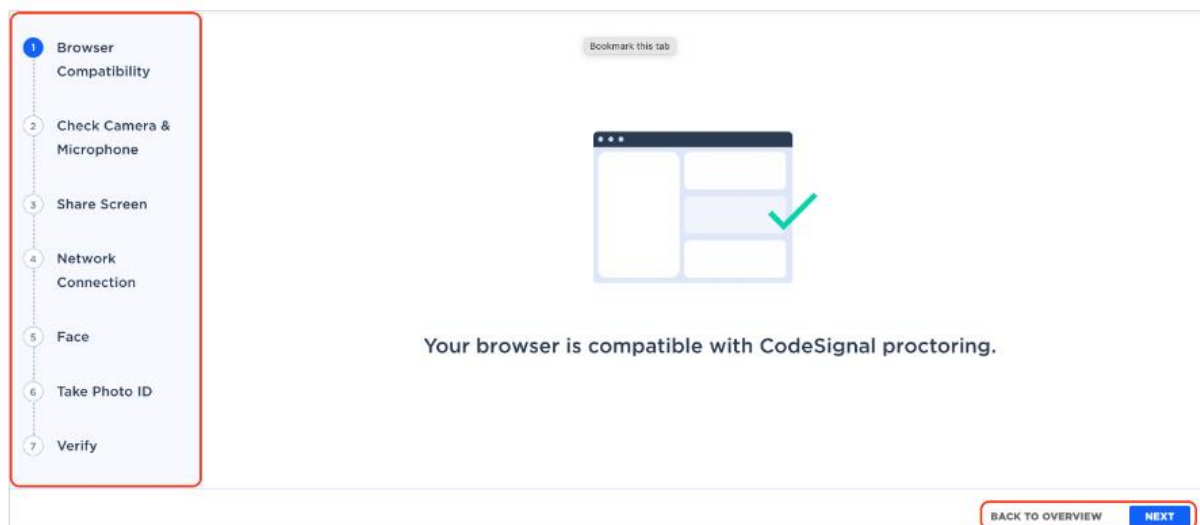 1 Browser
Compatibility
2 Check Camera &
Microphone
3 Share Screen
4 Network
Connection
5 Face
6 Take Photo ID
7 Verify
Bookmark this tab
Your browser is compatible with CodeSignal proctoring.
BACK TO OVERVIEW NEXT